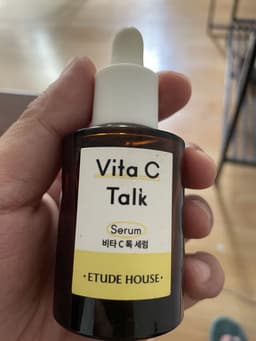 Vita C
Talk
Serum
비타 C 톡 세럼
·ETUDE HOUSE·